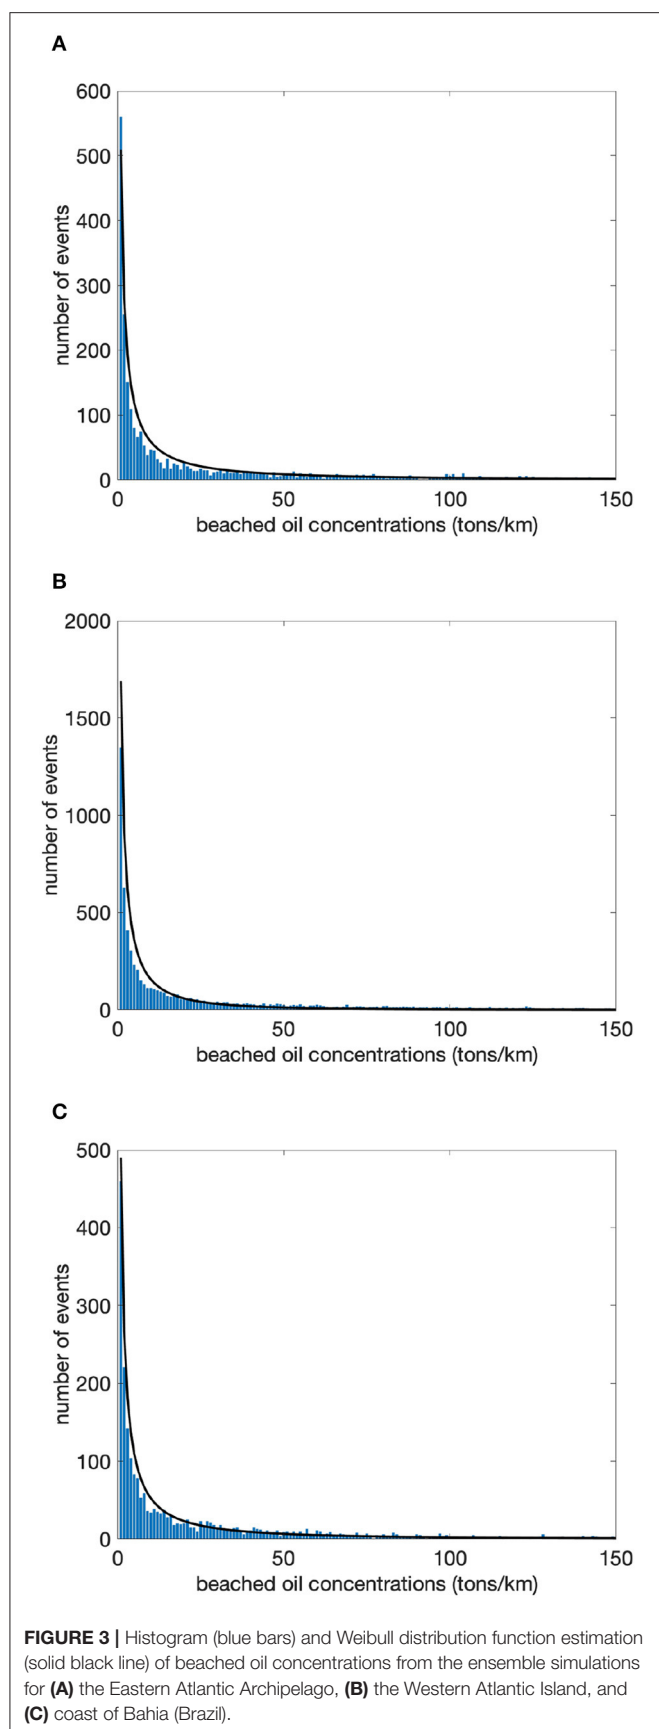 A
600
500
400
300
200
100
0
number of events
0 50 100 150
beached oil concentrations (tons/km)
B
2000
1500
1000
500
0
number of events
0 50 100 150
beached oil concentrations (tons/km)
C
500
400
300
200
100
0
number of events
0 50 100 150
beached oil concentrations (tons/km)
FIGURE 3 | Histogram (blue bars) and Weibull distribution function estimation
(solid black line) of beached oil concentrations from the ensemble simulations
for (A) the Eastern Atlantic Archipelago, (B) the Western Atlantic Island, and
(C) coast of Bahia (Brazil).